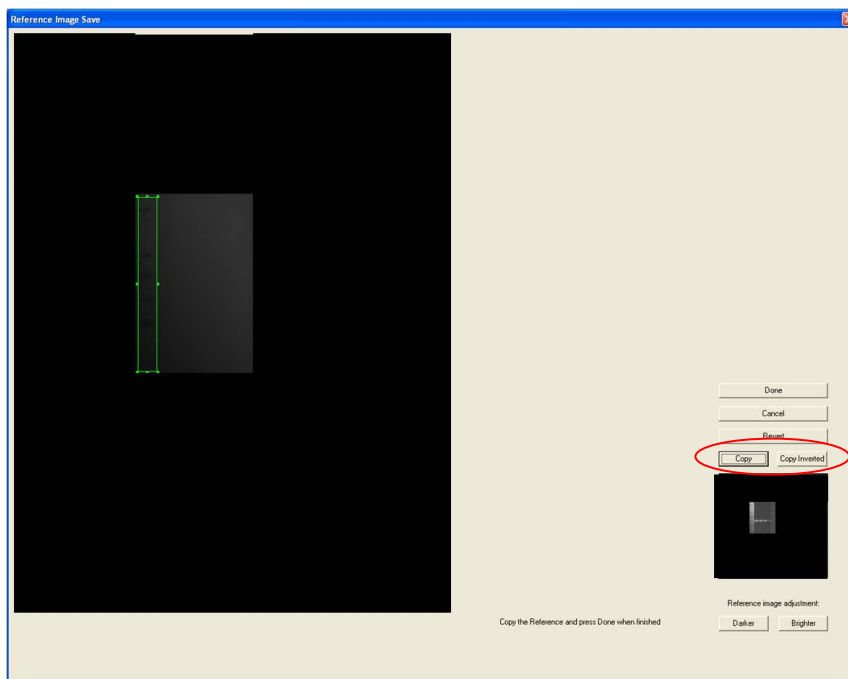 Reference Image Save
Done
Cancel
Revert
Copy Copy Inverted
Reference image adjustment:
Copy the Reference and press Done when finished
Darker Brighter